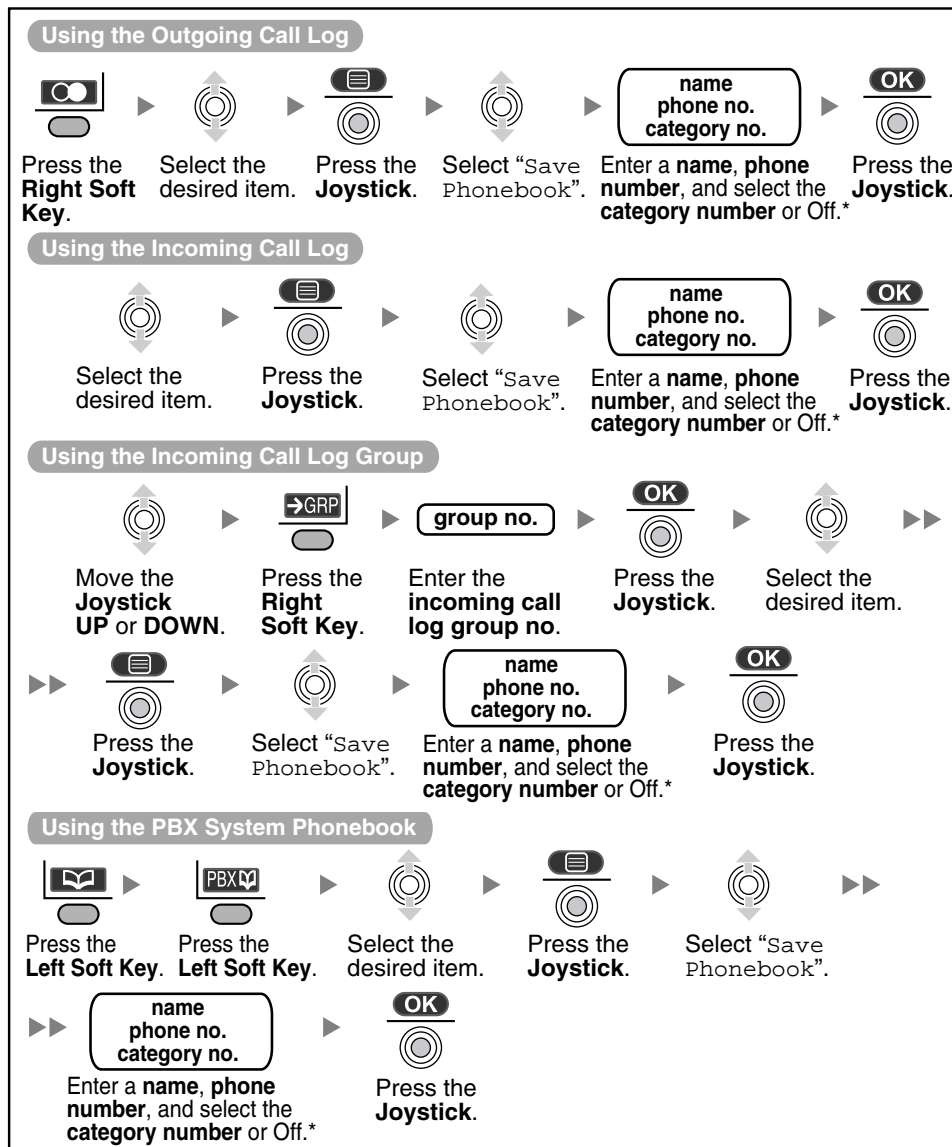 Using the Outgoing Call Log
name
phone no.
category no.
OK
Press the
Right Soft
Key.
Select the
desired item.
Press the
Joystick.
Select “Save
Phonebook”.
Enter a name, phone
number, and select the
category number or Off.*
Press the
Joystick.
Using the Incoming Call Log
name
phone no.
category no.
OK
Select the
desired item.
Press the
Joystick.
Select “Save
Phonebook”.
Enter a name, phone
number, and select the
category number or Off.*
Press the
Joystick.
Using the Incoming Call Log Group
→GRP
group no.
OK
Move the
Joystick
UP or DOWN.
Press the
Right
Soft Key.
Enter the
incoming call
log group no.
Press the
Joystick.
Select the
desired item.
name
phone no.
category no.
OK
Press the
Joystick.
Select “Save
Phonebook”.
Enter a name, phone
number, and select the
category number or Off.*
Press the
Joystick.
Using the PBX System Phonebook
PBX
Press the
Left Soft Key.
Press the
Left Soft Key.
Select the
desired item.
Press the
Joystick.
Select “Save
Phonebook”.
name
phone no.
category no.
OK
Enter a name, phone
number, and select the
category number or Off.*
Press the
Joystick.